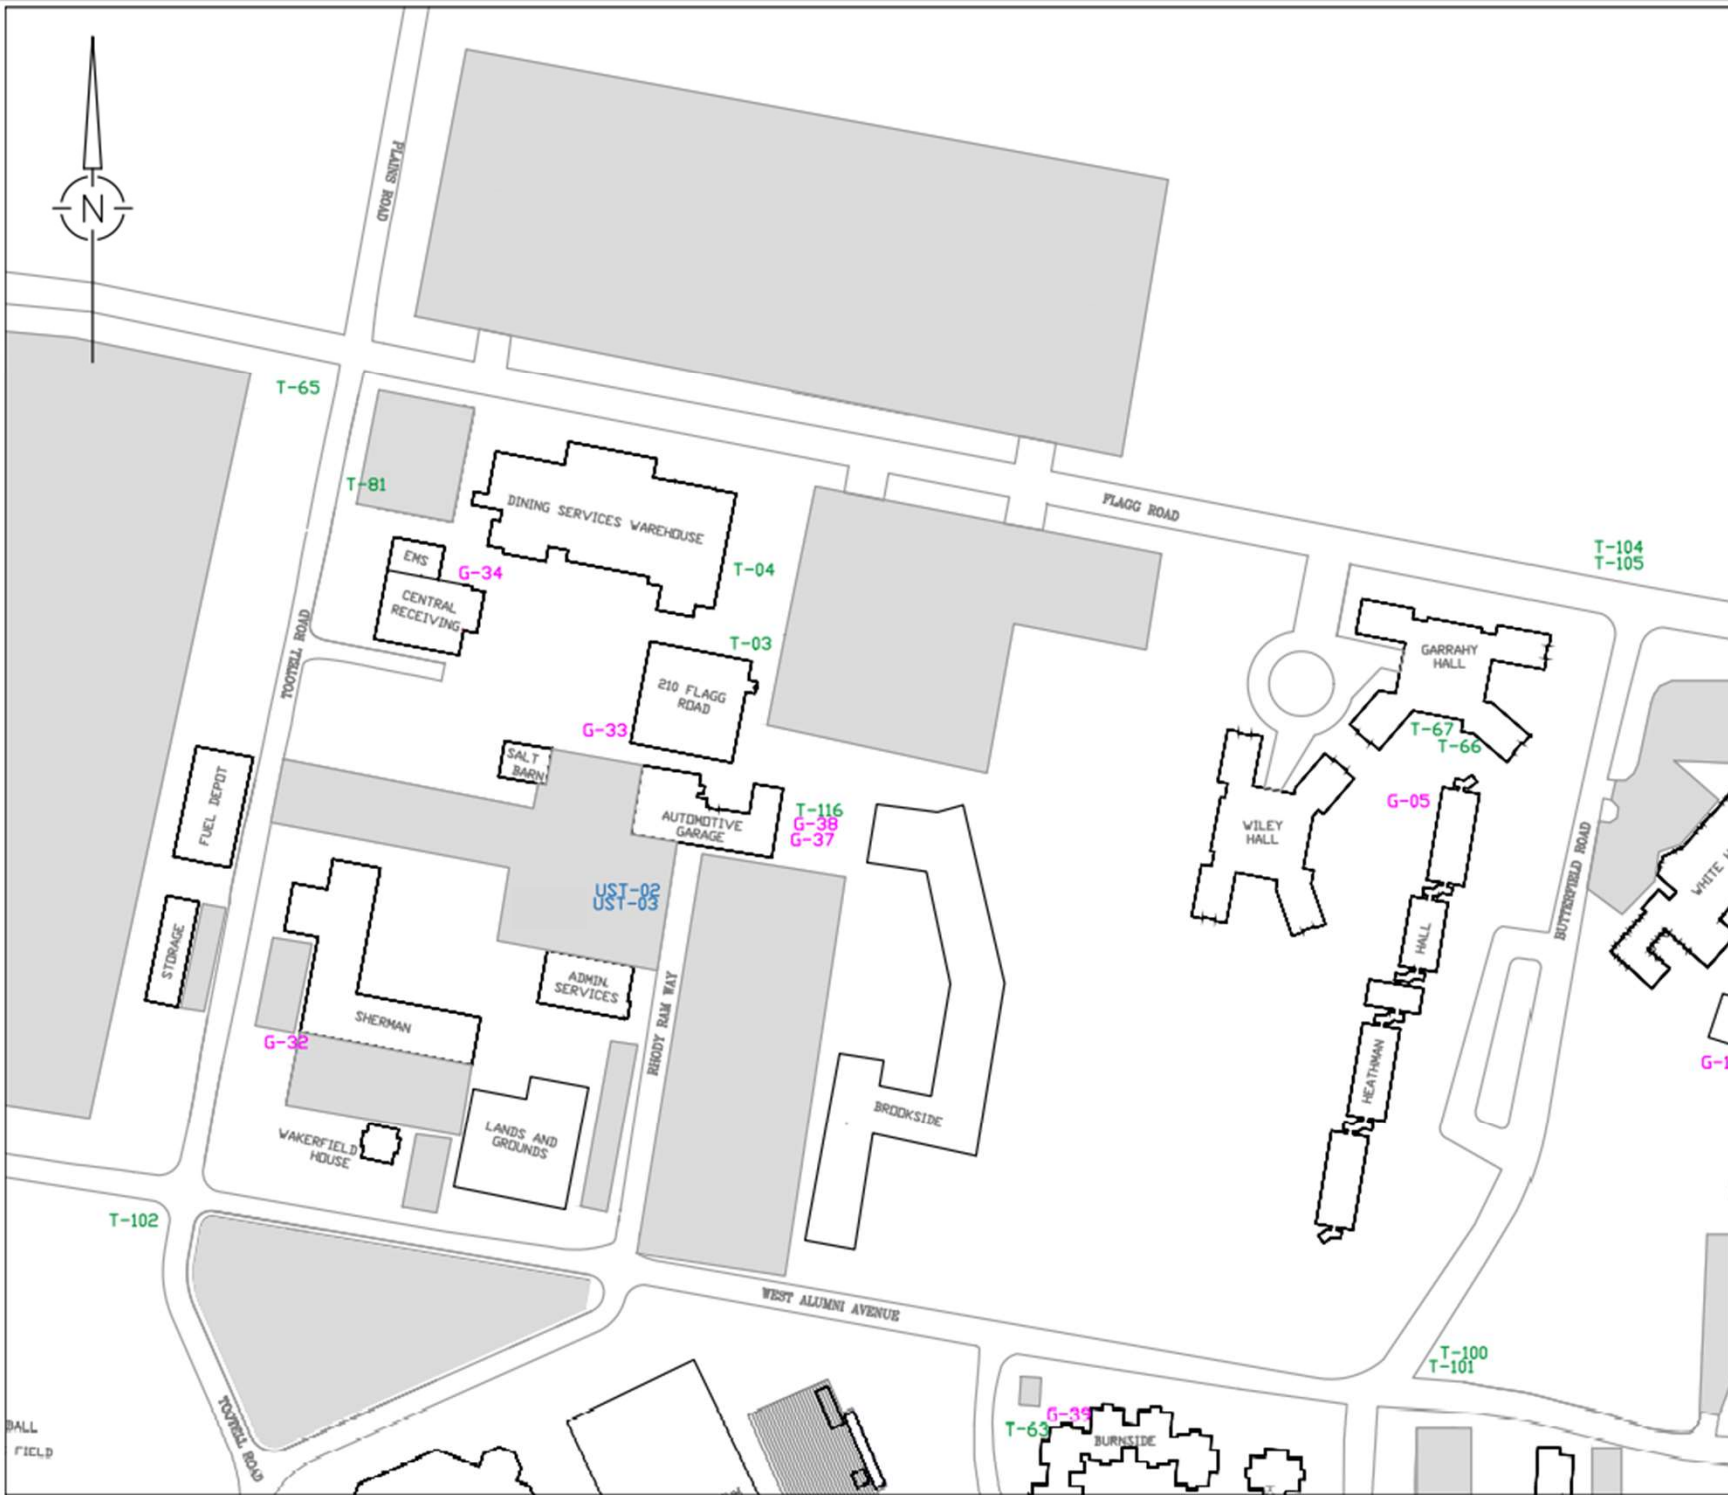 N
PLAINS ROAD
T-65
T-81
DINING SERVICES WAREHOUSE
FLAGG ROAD
EMS
G-34
T-04
T-104
T-105
CENTRAL
RECEIVING
TOOTELL ROAD
T-03
210 FLAGG
ROAD
GARRAHY
HALL
G-33
T-67
T-66
SALT
BARN
FUEL DEPOT
AUTOMOTIVE
GARAGE
T-116
G-38
G-37
G-05
WILEY
HALL
BUTTERFIELD ROAD
WHITE
UST-02
UST-03
STORAGE
HALL
ADMIN.
SERVICES
SHERMAN
G-32
RHODY RAM WAY
HEATHMAN
G-1
BROOKSIDE
LANDS AND
GROUNDS
WAKERFIELD
HOUSE
T-102
WEST ALUMNI AVENUE
T-100
T-101
G-39
T-63
BURNSIDE
TOOTELL ROAD
BALL
FIELD